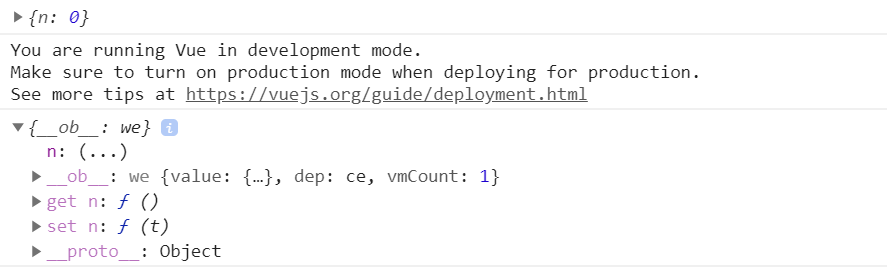 ▶{n: 0}
You are running Vue in development mode.
Make sure to turn on production mode when deploying for production.
See more tips at https://vuejs.org/guide/deployment.html
▼{__ob__: we} i
n: (...)
▶__ob__: we {value: {…}, dep: ce, vmCount: 1}
▶get n: ƒ ()
▶set n: ƒ (t)
▶__proto__: Object